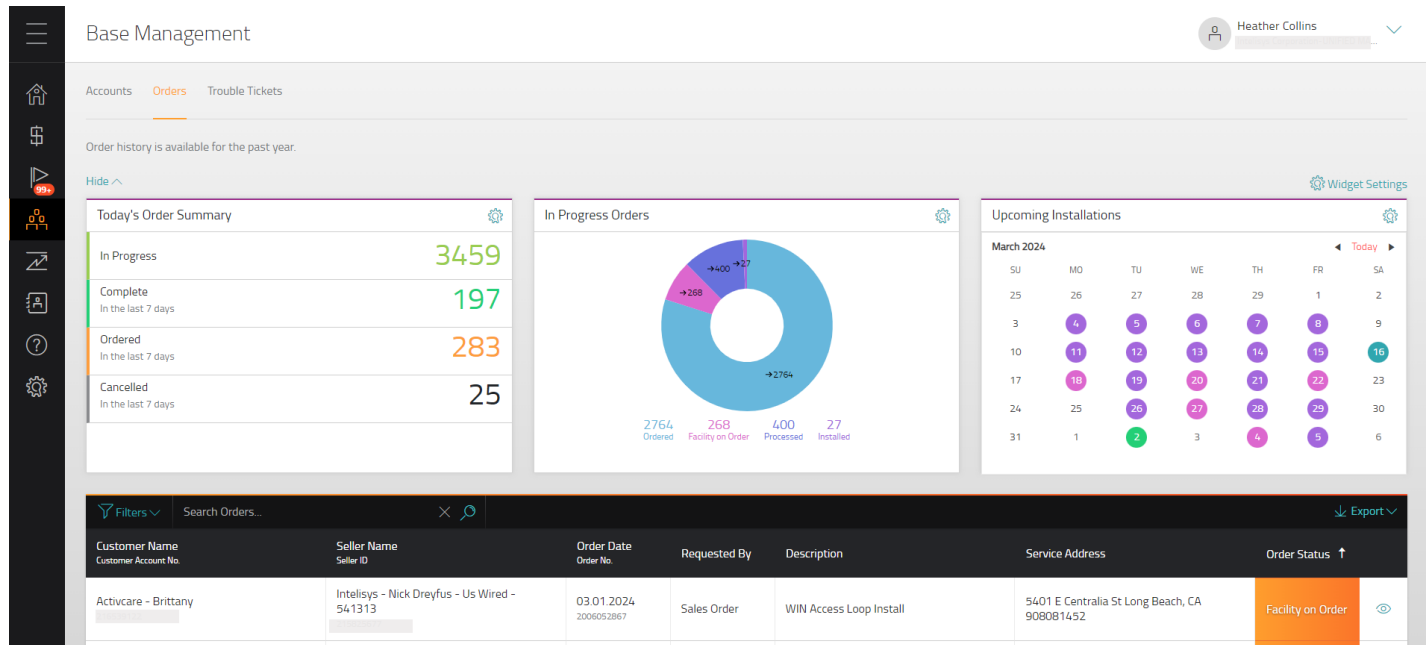 Base Management
Heather Collins
...
Accounts Orders Trouble Tickets
99+
Order history is available for the past year.
Hide
Widget Settings
Today's Order Summary
In Progress
3459
Complete
In the last 7 days
197
Ordered
In the last 7 days
283
Cancelled
In the last 7 days
25
In Progress Orders
→400
→27
→268
→2764
2764 268 400 27
Ordered Facility on Order Processed Installed
Upcoming Installations
March 2024
Today
SU MO TU WE TH FR SA
25 26 27 28 29 1 2
3 4 5 6 7 8 9
10 11 12 13 14 15 16
17 18 19 20 21 22 23
24 25 26 27 28 29 30
31 1 2 3 4 5 6
Filters
Search Orders...
Export
Customer Name Seller Name Order Date Requested By Description Service Address Order Status
Customer Account No. Seller ID Order No.
Activcare - Brittany
Intelisys - Nick Dreyfus - Us Wired -
541313
03.01.2024
2006052867
Sales Order
WIN Access Loop Install
5401 E Centralia St Long Beach, CA
908081452
Facility on Order